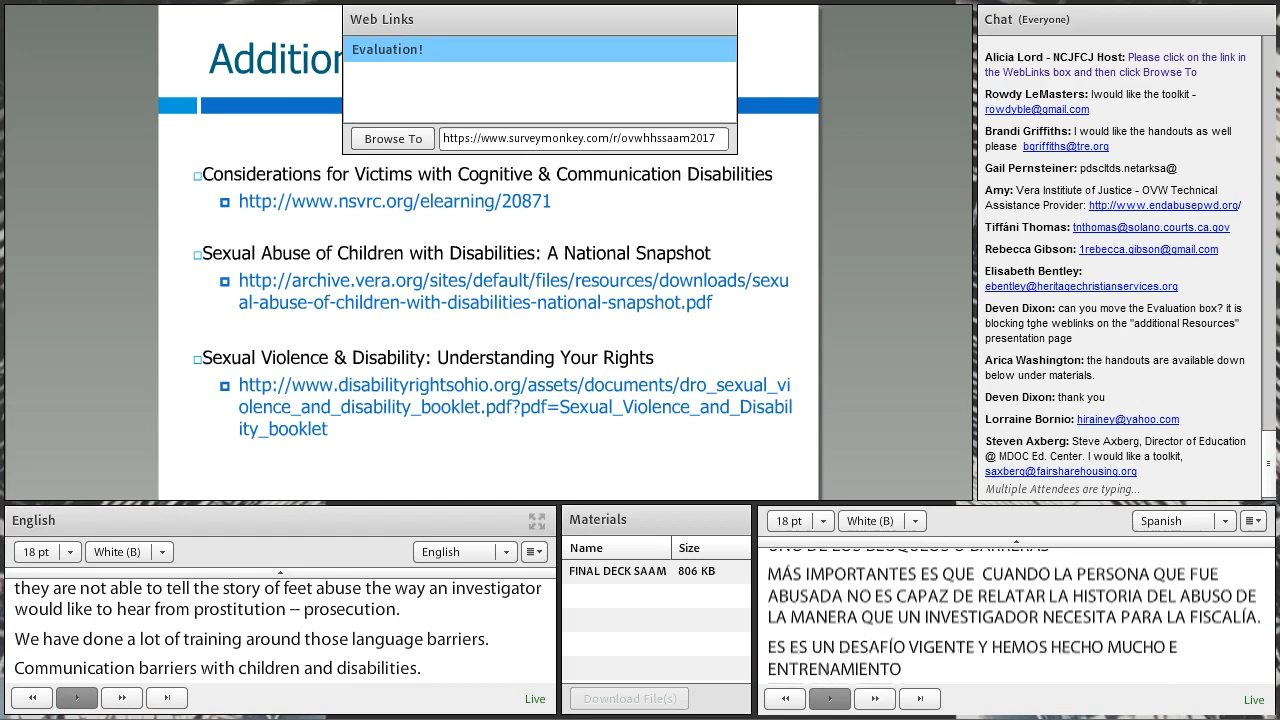 Addition
Web Links
Evaluation!
Browse To
https://www.surveymonkey.com/r/ovwhhssaam2017
Considerations for Victims with Cognitive & Communication Disabilities
http://www.nsvrc.org/elearning/20871
Sexual Abuse of Children with Disabilities: A National Snapshot
http://archive.vera.org/sites/default/files/resources/downloads/sexu
al-abuse-of-children-with-disabilities-national-snapshot.pdf
Sexual Violence & Disability: Understanding Your Rights
http://www.disabilityrightsohio.org/assets/documents/dro_sexual_vi
olence_and_disability_booklet.pdf?pdf=Sexual_Violence_and_Disabil
ity_booklet
Chat (Everyone)
Alicia Lord - NCJFCJ Host: Please click on the link in
the WebLinks box and then click Browse To
Rowdy LeMasters: Iwould like the toolkit -
rowdyble@gmail.com
Brandi Griffiths: I would like the handouts as well
please bgriffiths@tre.org
Gail Pernsteiner: pdscltds.netarksa@
Amy: Vera Institiute of Justice - OVW Technical
Assistance Provider: http://www.endabusepwd.org/
Tiffáni Thomas: tnthomas@solano.courts.ca.gov
Rebecca Gibson: 1rebecca.gibson@gmail.com
Elisabeth Bentley:
ebentley@heritagechristianservices.org
Deven Dixon: can you move the Evaluation box? it is
blocking tghe weblinks on the "additional Resources"
presentation page
Arica Washington: the handouts are available down
below under materials.
Deven Dixon: thank you
Lorraine Bornio: hirainey@yahoo.com
Steven Axberg: Steve Axberg, Director of Education
@ MDOC Ed. Center. I would like a toolkit,
saxberg@fairsharehousing.org
Multiple Attendees are typing...
English
18 pt White (B) English
they are not able to tell the story of feet abuse the way an investigator
would like to hear from prostitution -- prosecution.
We have done a lot of training around those language barriers.
Communication barriers with children and disabilities.
Live
Materials
Name Size
FINAL DECK SAAM 806 KB
Download File(s)
18 pt White (B) Spanish
UNO DE LOS BLOQUEOS O BARRERAS
MÁS IMPORTANTES ES QUE CUANDO LA PERSONA QUE FUE
ABUSADA NO ES CAPAZ DE RELATAR LA HISTORIA DEL ABUSO DE
LA MANERA QUE UN INVESTIGADOR NECESITA PARA LA FISCALÍA.
ES ES UN DESAFÍO VIGENTE Y HEMOS HECHO MUCHO E
ENTRENAMIENTO
Live